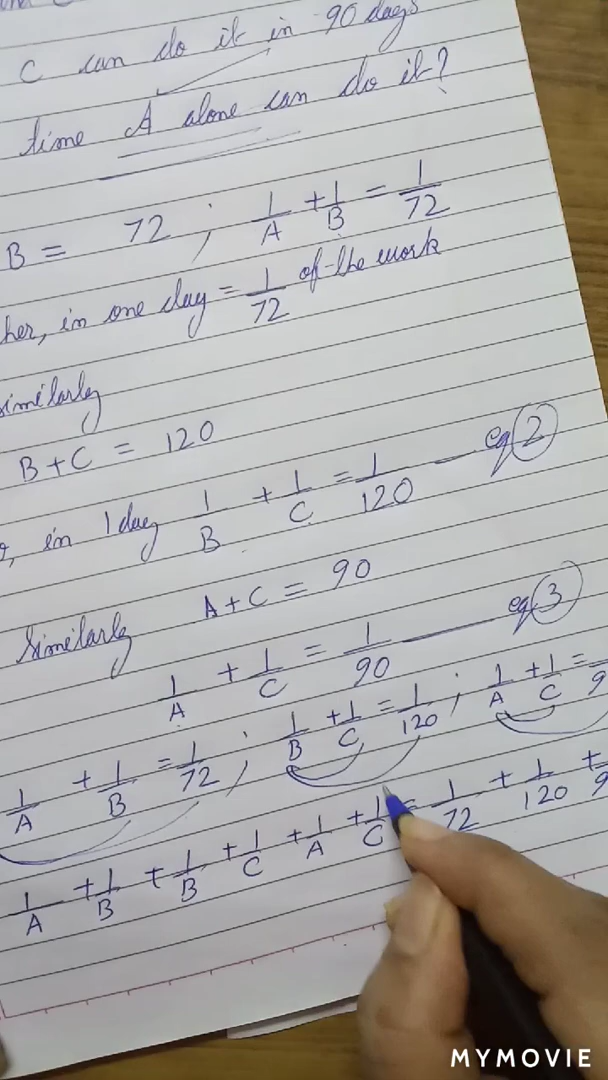 C can do it in 90 days
time A alone can do it?
B = 72 ; 1/A + 1/B = 1/72
her, in one day = 1/72 of the work
similarly
B+C = 120
, in 1 day 1/B + 1/C = 1/120 — eq 2
Similarly A+C = 90
1/A + 1/C = 1/90 — eq 3
1/A + 1/B = 1/72 ; 1/B + 1/C = 1/120 ; 1/A + 1/C = 9
1/A + 1/B + 1/B + 1/C + 1/A + 1/C = 1/72 + 1/120 + 9
MYMOVIE